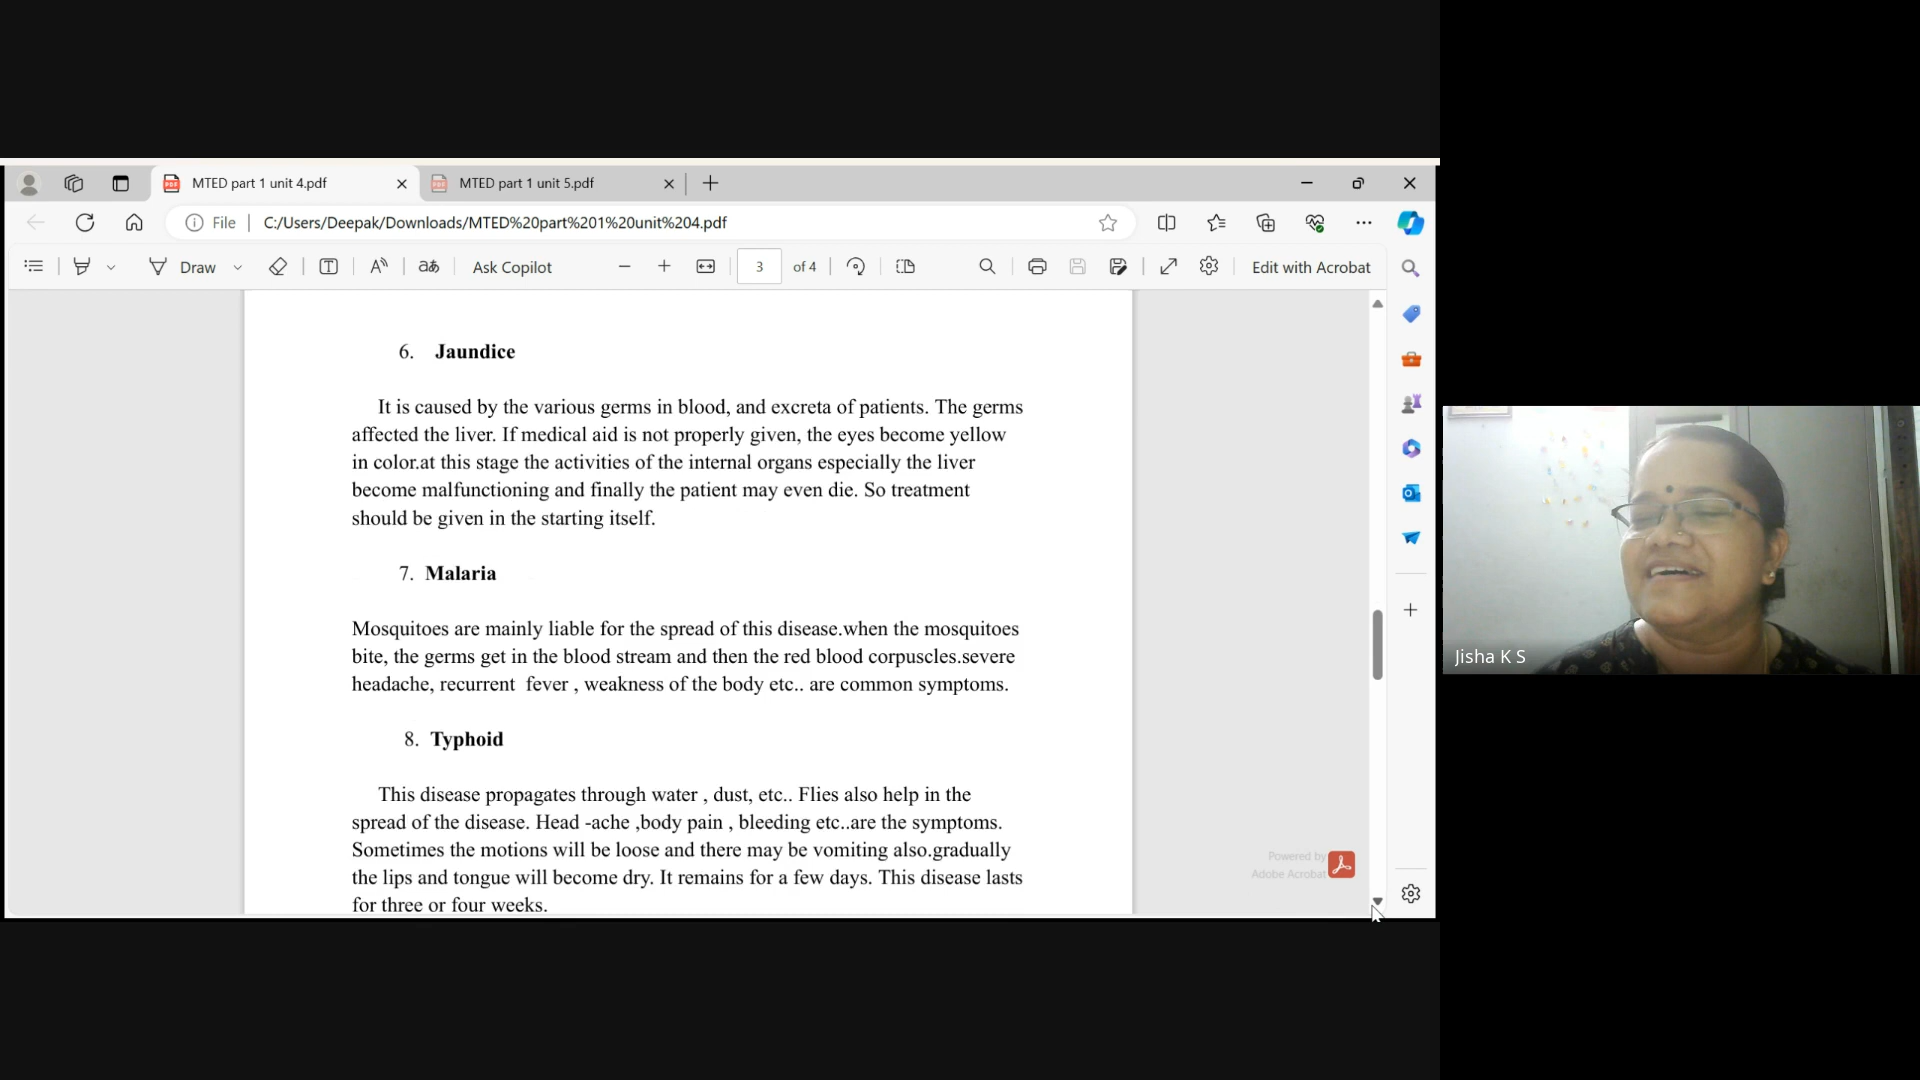 MTED part 1 unit 4.pdf
MTED part 1 unit 5.pdf
File
C:/Users/Deepak/Downloads/MTED%20part%201%20unit%204.pdf
Draw
aあ
Ask Copilot
3
of 4
Edit with Acrobat
6. Jaundice
It is caused by the various germs in blood, and excreta of patients. The germs
affected the liver. If medical aid is not properly given, the eyes become yellow
in color.at this stage the activities of the internal organs especially the liver
become malfunctioning and finally the patient may even die. So treatment
should be given in the starting itself.
7. Malaria
Mosquitoes are mainly liable for the spread of this disease.when the mosquitoes
bite, the germs get in the blood stream and then the red blood corpuscles.severe
headache, recurrent  fever , weakness of the body etc.. are common symptoms.
8. Typhoid
This disease propagates through water , dust, etc.. Flies also help in the
spread of the disease. Head -ache ,body pain , bleeding etc..are the symptoms.
Sometimes the motions will be loose and there may be vomiting also.gradually
the lips and tongue will become dry. It remains for a few days. This disease lasts
for three or four weeks.
Powered by
Adobe Acrobat
Jisha K S